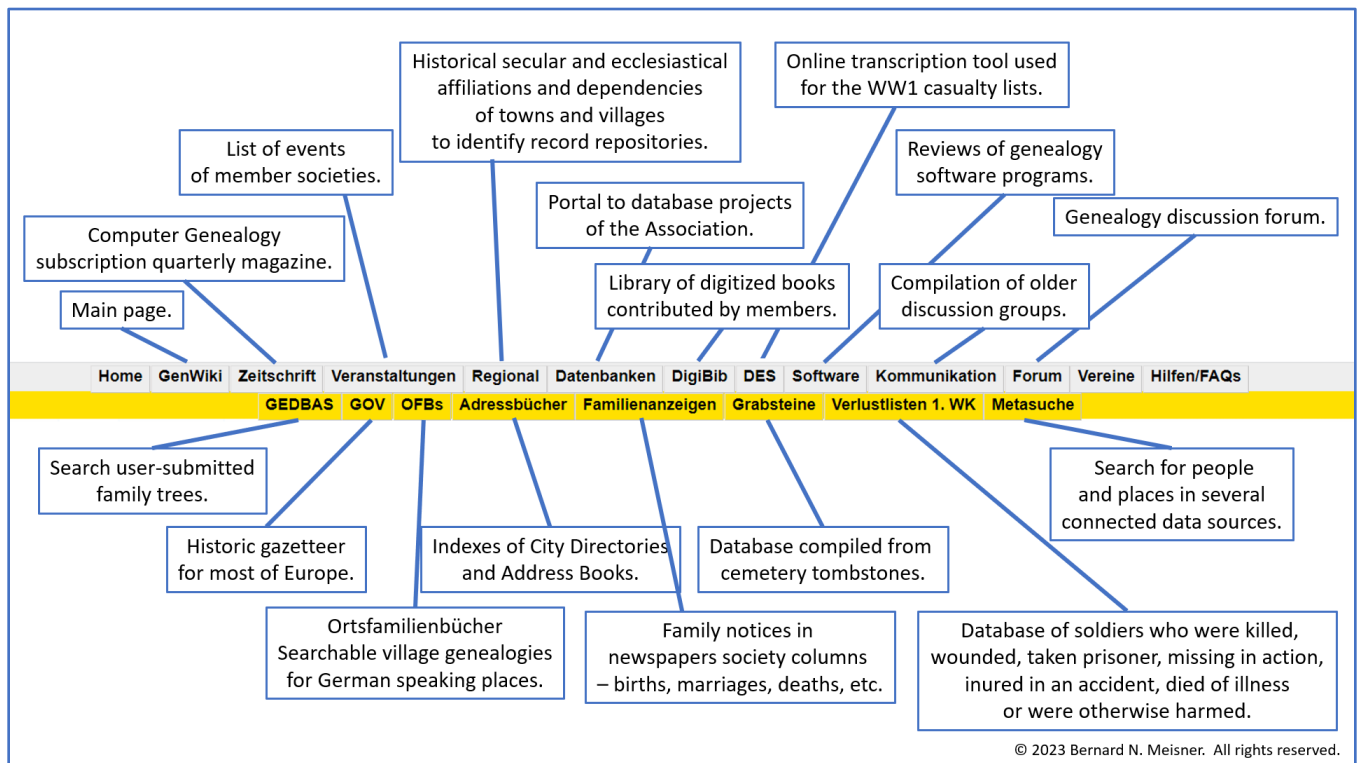 Historical secular and ecclesiastical
affiliations and dependencies
of towns and villages
to identify record repositories.
Online transcription tool used
for the WW1 casualty lists.
List of events
of member societies.
Reviews of genealogy
software programs.
Portal to database projects
of the Association.
Genealogy discussion forum.
Computer Genealogy
subscription quarterly magazine.
Library of digitized books
contributed by members.
Compilation of older
discussion groups.
Main page.
Home GenWiki Zeitschrift Veranstaltungen Regional Datenbanken DigiBib DES Software Kommunikation Forum Vereine Hilfen/FAQs
GEDBAS GOV OFBs Adressbücher Familienanzeigen Grabsteine Verlustlisten 1. WK Metasuche
Search user-submitted
family trees.
Search for people
and places in several
connected data sources.
Historic gazetteer
for most of Europe.
Indexes of City Directories
and Address Books.
Database compiled from
cemetery tombstones.
Ortsfamilienbücher
Searchable village genealogies
for German speaking places.
Family notices in
newspapers society columns
– births, marriages, deaths, etc.
Database of soldiers who were killed,
wounded, taken prisoner, missing in action,
inured in an accident, died of illness
or were otherwise harmed.
© 2023 Bernard N. Meisner. All rights reserved.